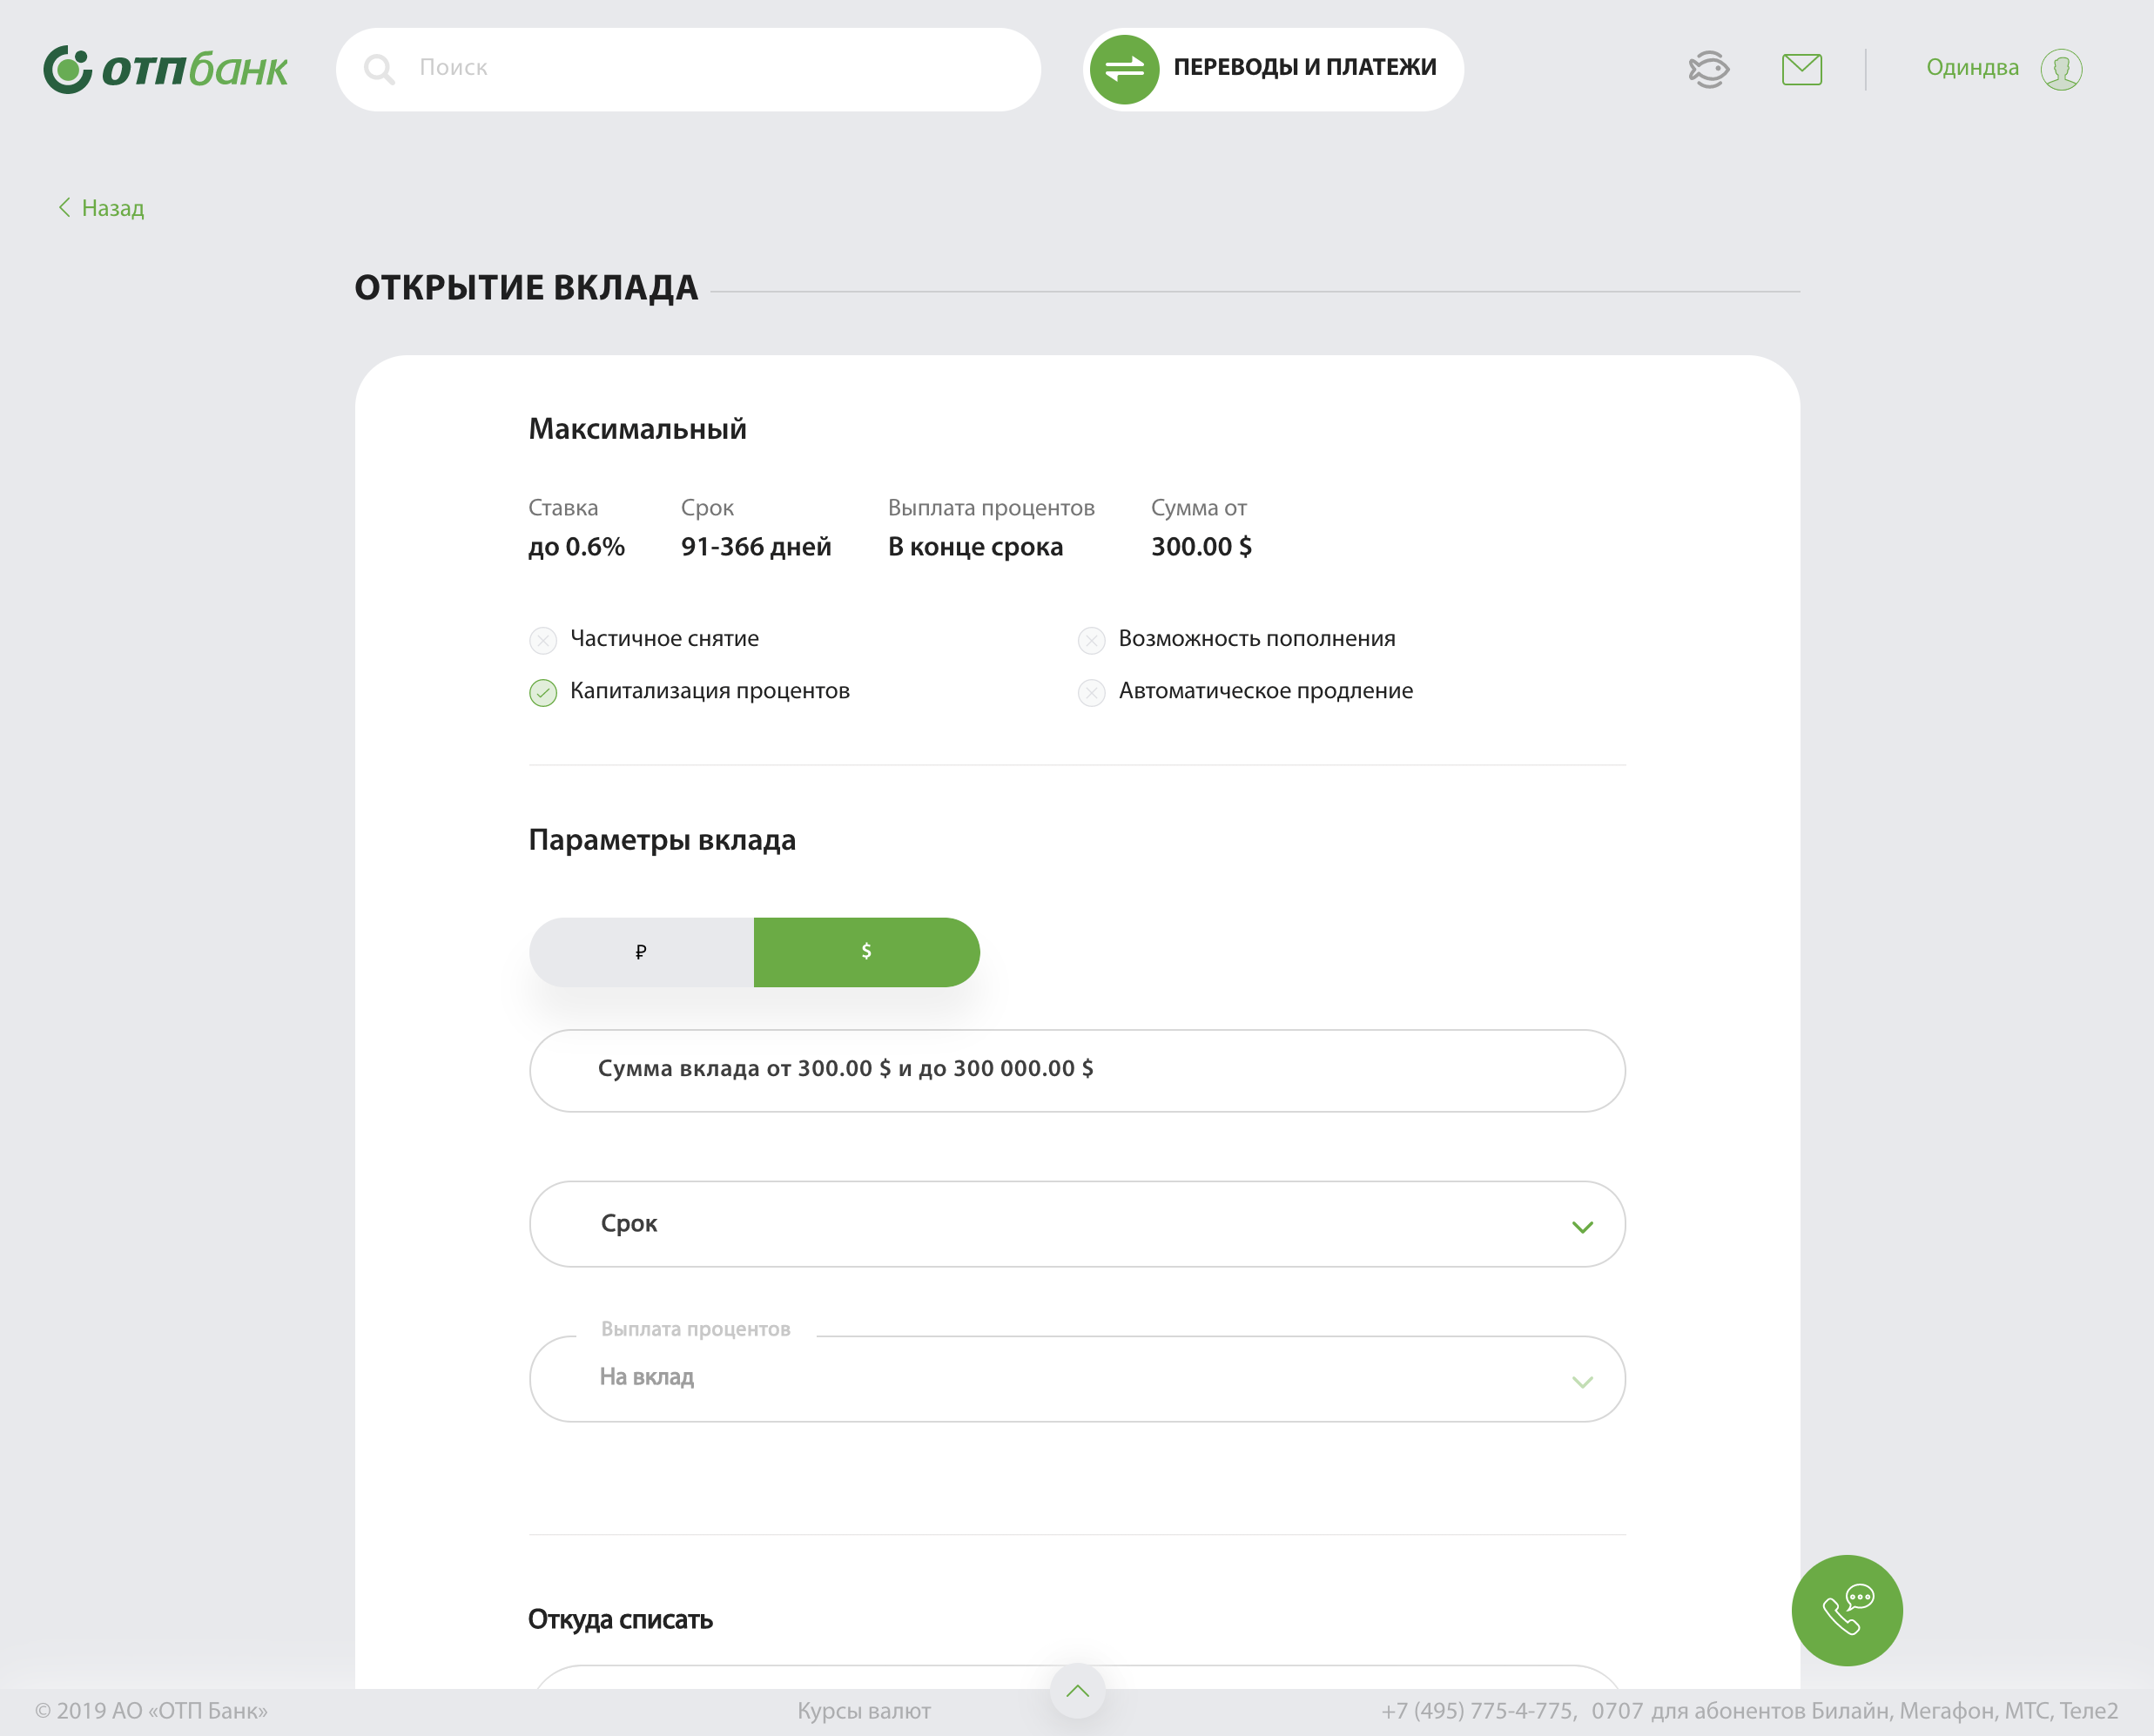 отпбанк
Поиск
ПЕРЕВОДЫ И ПЛАТЕЖИ
Одиндва
Назад
ОТКРЫТИЕ ВКЛАДА
Максимальный
Ставка Срок Выплата процентов Сумма от
до 0.6% 91-366 дней В конце срока 300.00 $
Частичное снятие Возможность пополнения
Капитализация процентов Автоматическое продление
Параметры вклада
₽ $
Сумма вклада от 300.00 $ и до 300 000.00 $
Срок
Выплата процентов
На вклад
Откуда списать
© 2019 АО «ОТП Банк» Курсы валют +7 (495) 775-4-775, 0707 для абонентов Билайн, Мегафон, МТС, Теле2